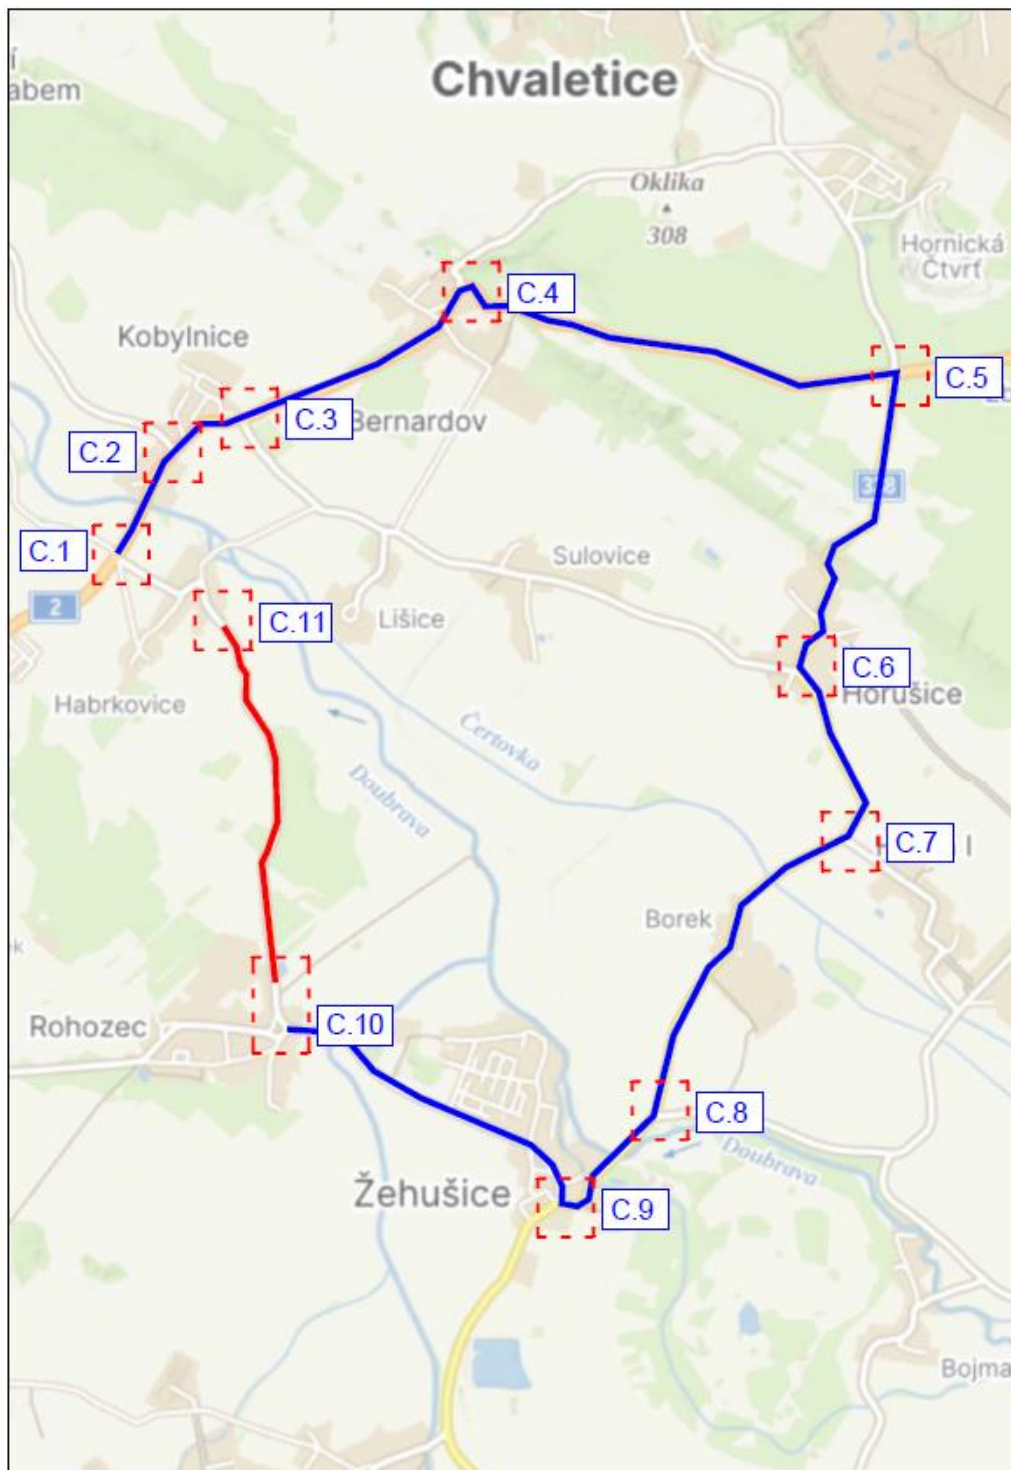 Chvaletice
í
abem
Oklika
308
Hornická
Čtvrť
C.4
Kobylnice
C.5
C.3
Bernardov
C.2
C.1
Sulovice
2
C.11
Lišice
C.6
Horušice
Habrkovice
Čertovka
Doubrava
C.7
I
Borek
Rohozec
C.10
C.8
Doubrava
Žehušice
C.9
Bojma